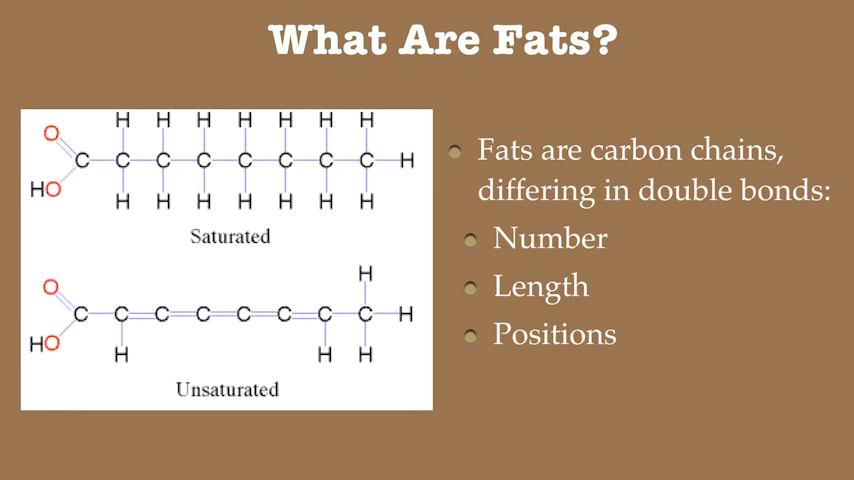 What Are Fats?
H H H H H H H
O
C C C C C C C C H
HO
H H H H H H H
Saturated
H
O
C C C C C C C C H
HO
H H H
Unsaturated
Fats are carbon chains,
differing in double bonds:
Number
Length
Positions